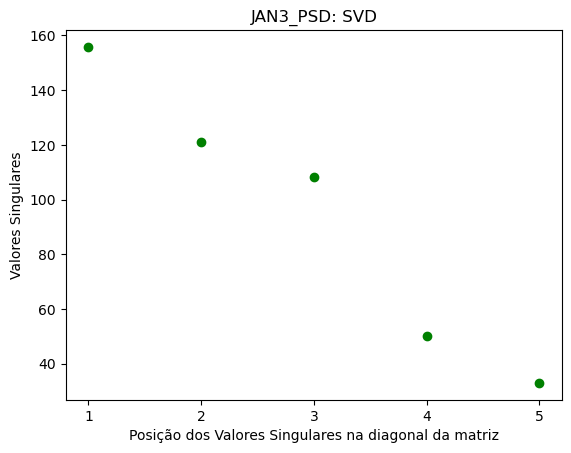 JAN3_PSD: SVD
160
140
120
100
80
60
40
Valores Singulares
1 2 3 4 5
Posição dos Valores Singulares na diagonal da matriz